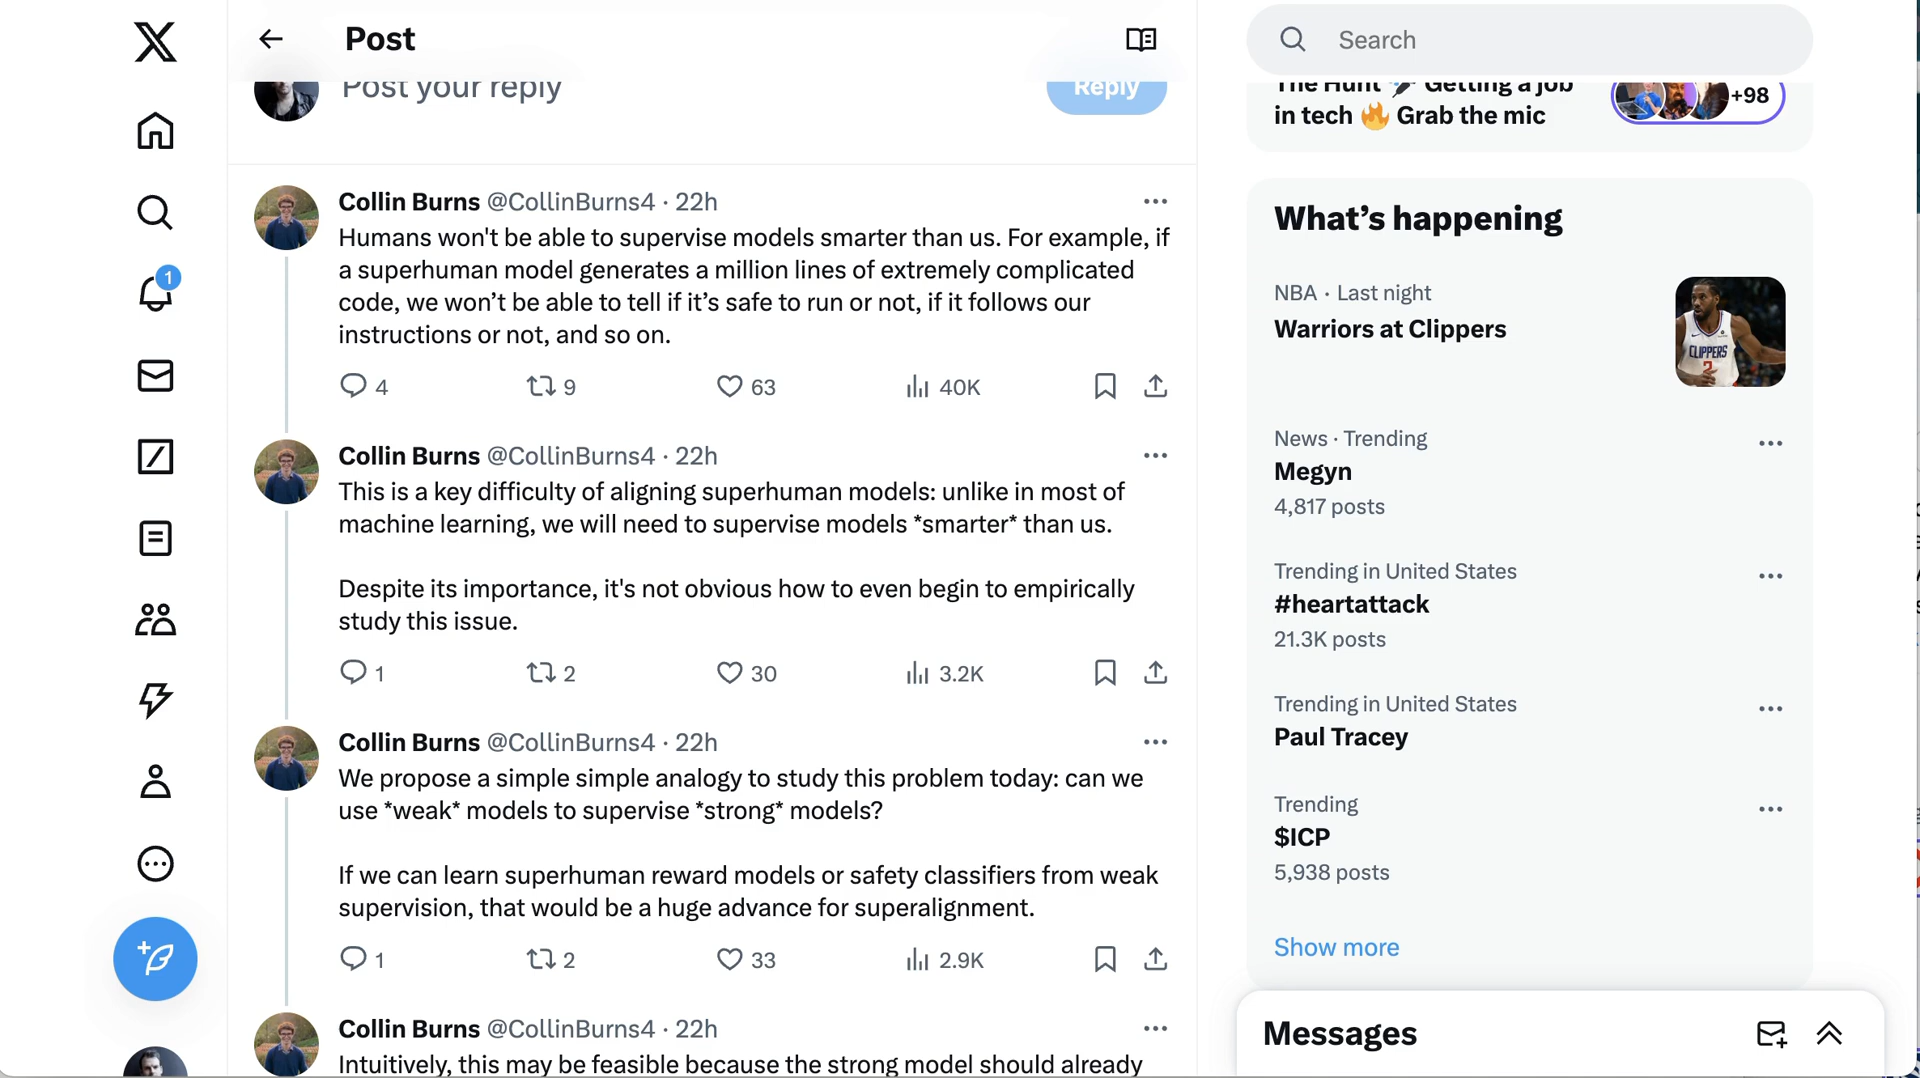 Post
Post your reply
Reply
Collin Burns @CollinBurns4 · 22h
Humans won't be able to supervise models smarter than us. For example, if
a superhuman model generates a million lines of extremely complicated
code, we won’t be able to tell if it’s safe to run or not, if it follows our
instructions or not, and so on.
4 9 63 40K
Collin Burns @CollinBurns4 · 22h
This is a key difficulty of aligning superhuman models: unlike in most of
machine learning, we will need to supervise models *smarter* than us.
Despite its importance, it's not obvious how to even begin to empirically
study this issue.
1 2 30 3.2K
Collin Burns @CollinBurns4 · 22h
We propose a simple simple analogy to study this problem today: can we
use *weak* models to supervise *strong* models?
If we can learn superhuman reward models or safety classifiers from weak
supervision, that would be a huge advance for superalignment.
1 2 33 2.9K
Collin Burns @CollinBurns4 · 22h
Intuitively, this may be feasible because the strong model should already
1
Search
The Hunt Getting a job
in tech 🔥 Grab the mic
+98
What’s happening
NBA · Last night
Warriors at Clippers
CLIPPERS
2
News · Trending
Megyn
4,817 posts
Trending in United States
#heartattack
21.3K posts
Trending in United States
Paul Tracey
Trending
$ICP
5,938 posts
Show more
Messages